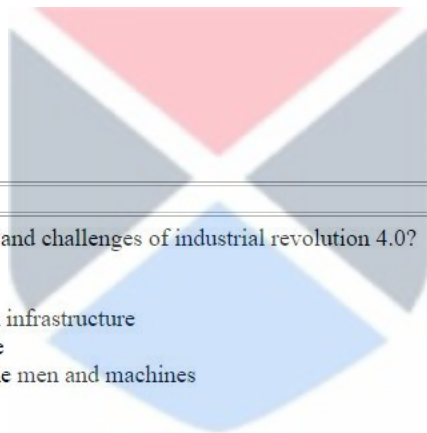 and challenges of industrial revolution 4.0?
infrastructure
men and machines